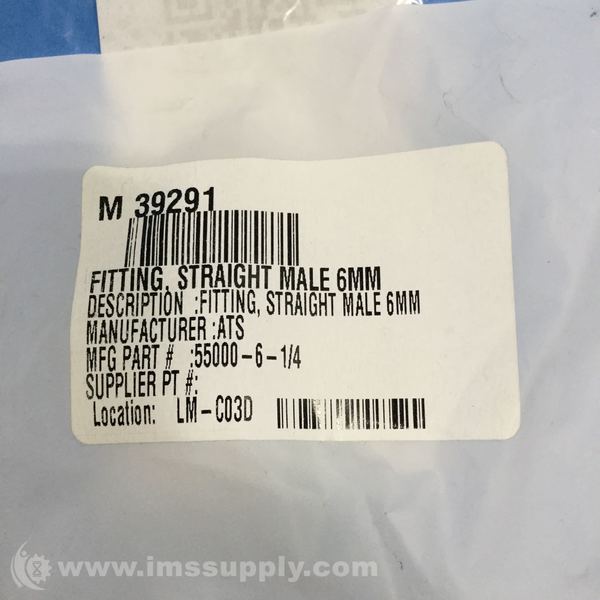 M 39291
FITTING, STRAIGHT MALE 6MM
DESCRIPTION :FITTING, STRAIGHT MALE 6MM
MANUFACTURER :ATS
MFG PART # :55000-6-1/4
SUPPLIER PT #:
Location: LM-C03D
www.imssupply.com